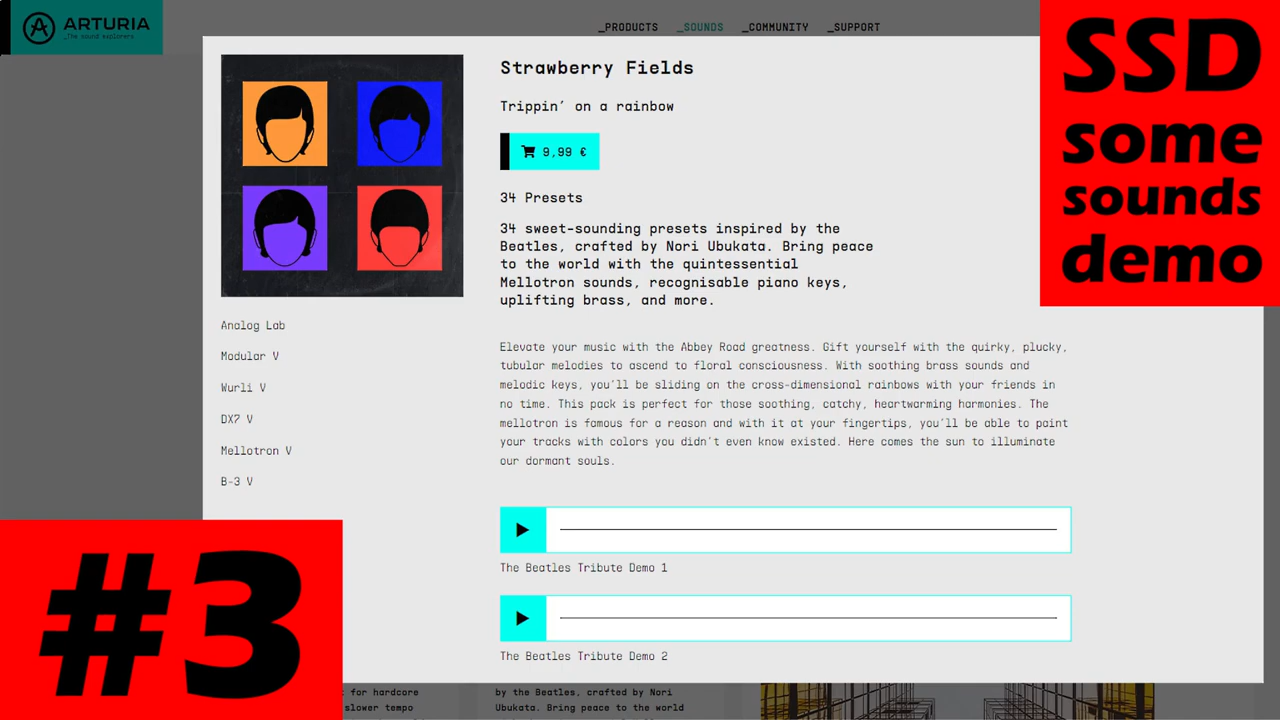 ARTURIA
_The sound explorers
_PRODUCTS _SOUNDS _COMMUNITY _SUPPORT
SSD
some
sounds
demo
Strawberry Fields
Trippin’ on a rainbow
9,99 €
34 Presets
34 sweet-sounding presets inspired by the
Beatles, crafted by Nori Ubukata. Bring peace
to the world with the quintessential
Mellotron sounds, recognisable piano keys,
uplifting brass, and more.
Analog Lab
Modular V
Wurli V
DX7 V
Mellotron V
B-3 V
Elevate your music with the Abbey Road greatness. Gift yourself with the quirky, plucky,
tubular melodies to ascend to floral consciousness. With soothing brass sounds and
melodic keys, you’ll be sliding on the cross-dimensional rainbows with your friends in
no time. This pack is perfect for those soothing, catchy, heartwarming harmonies. The
mellotron is famous for a reason and with it at your fingertips, you’ll be able to paint
your tracks with colors you didn’t even know existed. Here comes the sun to illuminate
our dormant souls.
The Beatles Tribute Demo 1
The Beatles Tribute Demo 2
#3
for hardcore
slower tempo
by the Beatles, crafted by Nori
Ubukata. Bring peace to the world